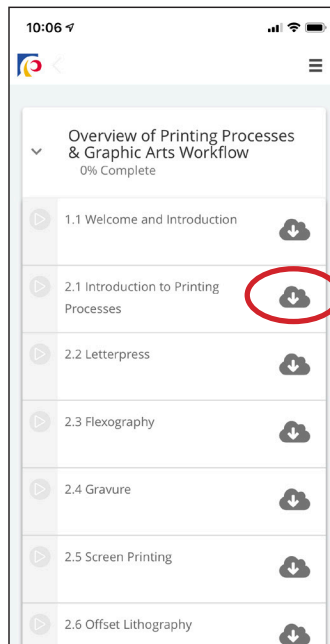 10:06
Overview of Printing Processes
& Graphic Arts Workflow
0% Complete
1.1 Welcome and Introduction
2.1 Introduction to Printing
Processes
2.2 Letterpress
2.3 Flexography
2.4 Gravure
2.5 Screen Printing
2.6 Offset Lithography